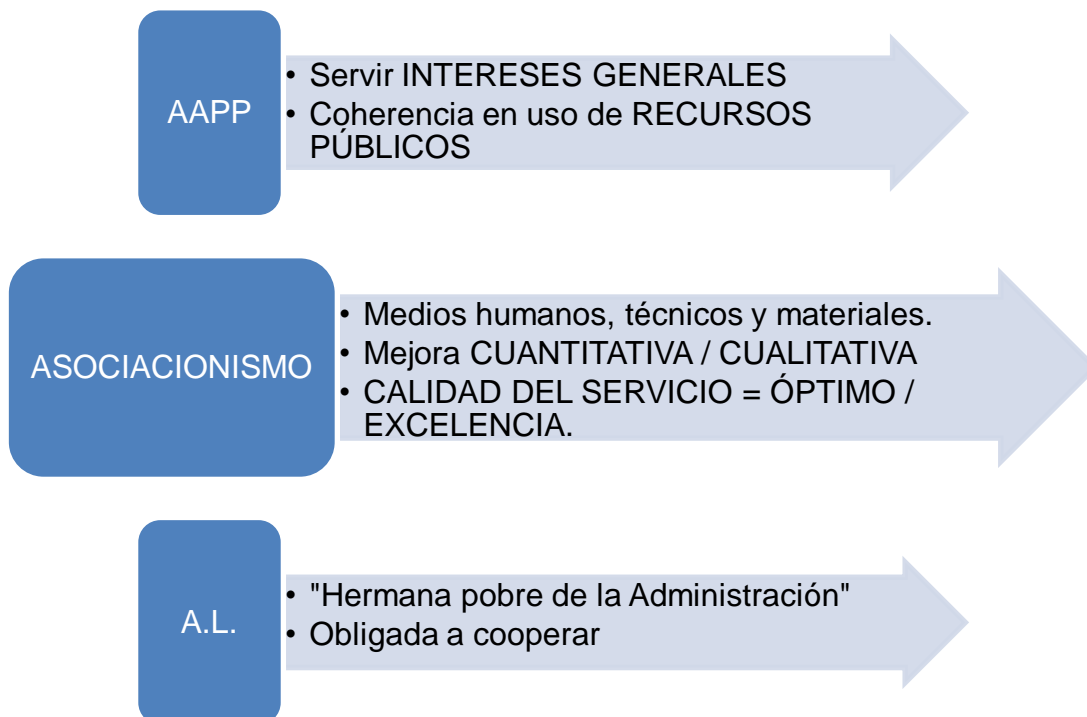 AAPP
• Servir INTERESES GENERALES
• Coherencia en uso de RECURSOS
PÚBLICOS
ASOCIACIONISMO
• Medios humanos, técnicos y materiales.
• Mejora CUANTITATIVA / CUALITATIVA
• CALIDAD DEL SERVICIO = ÓPTIMO /
EXCELENCIA.
A.L.
• "Hermana pobre de la Administración"
• Obligada a cooperar